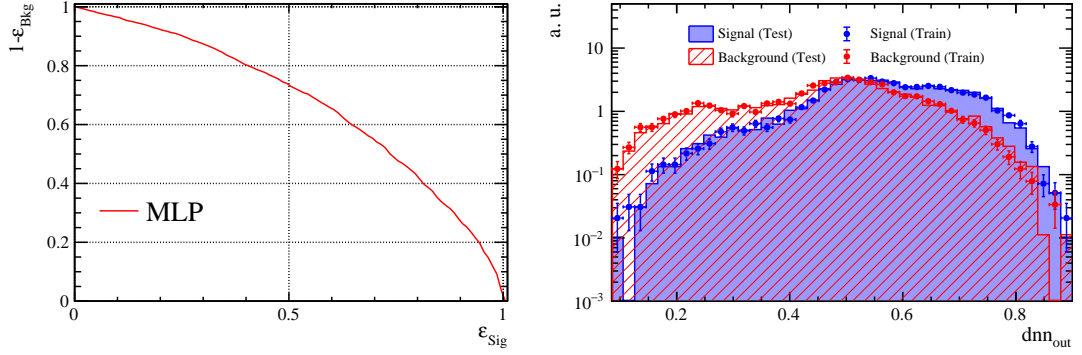 1-ε_Bkg
1
0.8
0.6
0.4
0.2
0
MLP
0
0.5
1
ε_Sig
a. u.
10
1
10⁻¹
10⁻²
10⁻³
Signal (Test)
Signal (Train)
Background (Test)
Background (Train)
0.2
0.4
0.6
0.8
dnn_out